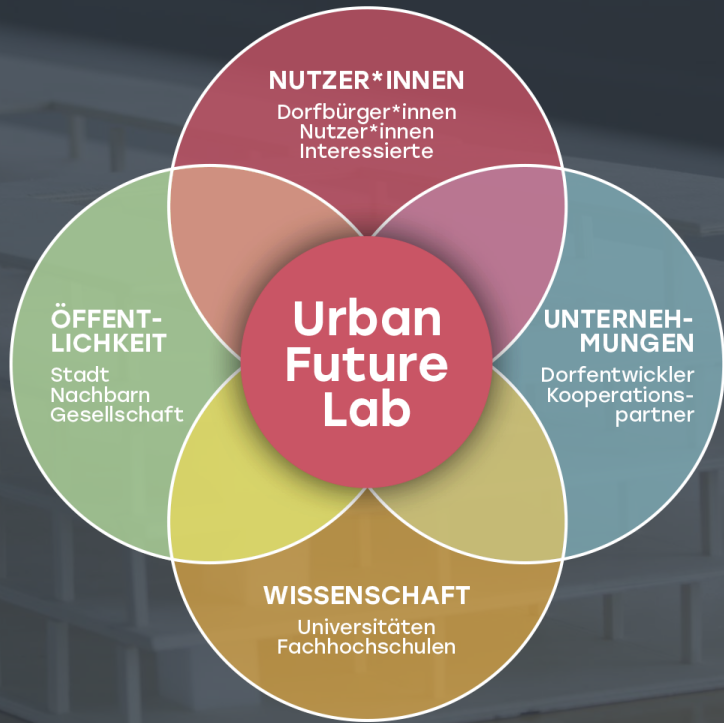 NUTZER*INNEN
Dorfbürger*innen
Nutzer*innen
Interessierte
ÖFFENT-
LICHKEIT
Stadt
Nachbarn
Gesellschaft
Urban
Future
Lab
UNTERNEH-
MUNGEN
Dorfentwickler
Kooperations-
partner
WISSENSCHAFT
Universitäten
Fachhochschulen